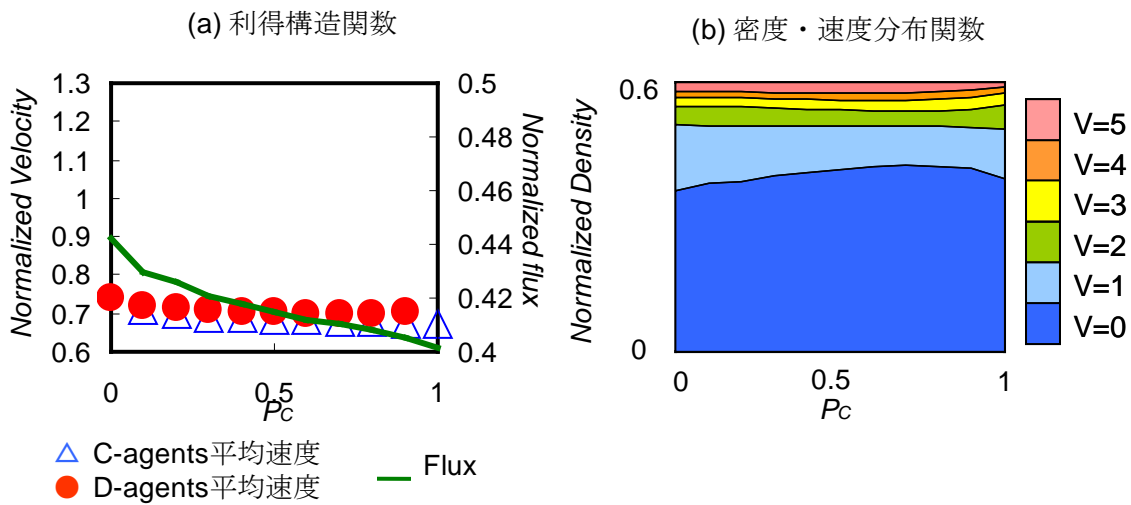 (a) 利得構造関数
1.3
1.2
1.1
1
0.9
0.8
0.7
0.6
Normalized Velocity
0.5
0.48
0.46
0.44
0.42
0.4
Normalized flux
0
0.5
1
PC
C-agents平均速度
D-agents平均速度
Flux
(b) 密度・速度分布関数
0.6
0
Normalized Density
0
0.5
1
PC
V=5
V=4
V=3
V=2
V=1
V=0